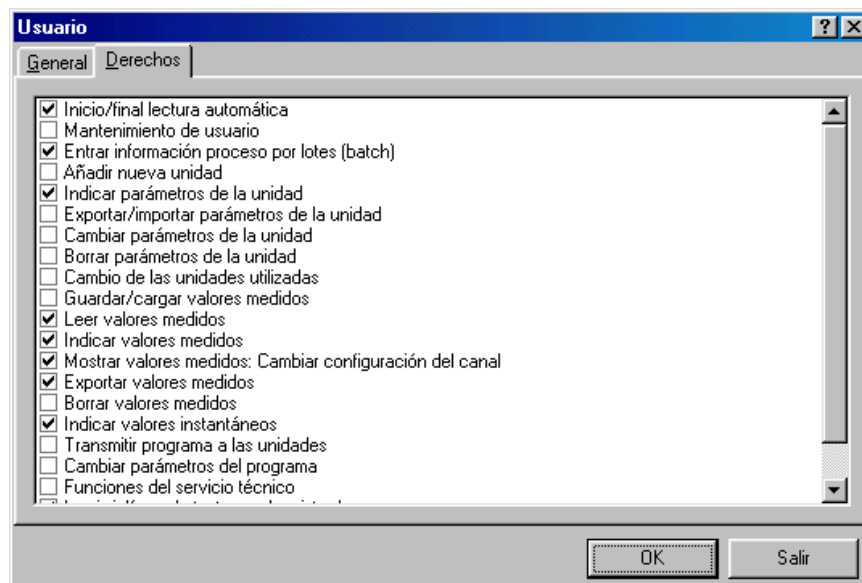 Usuario
General
Derechos
Inicio/final lectura automática
Mantenimiento de usuario
Entrar información proceso por lotes (batch)
Añadir nueva unidad
Indicar parámetros de la unidad
Exportar/importar parámetros de la unidad
Cambiar parámetros de la unidad
Borrar parámetros de la unidad
Cambio de las unidades utilizadas
Guardar/cargar valores medidos
Leer valores medidos
Indicar valores medidos
Mostrar valores medidos: Cambiar configuración del canal
Exportar valores medidos
Borrar valores medidos
Indicar valores instantáneos
Transmitir programa a las unidades
Cambiar parámetros del programa
Funciones del servicio técnico
OK
Salir